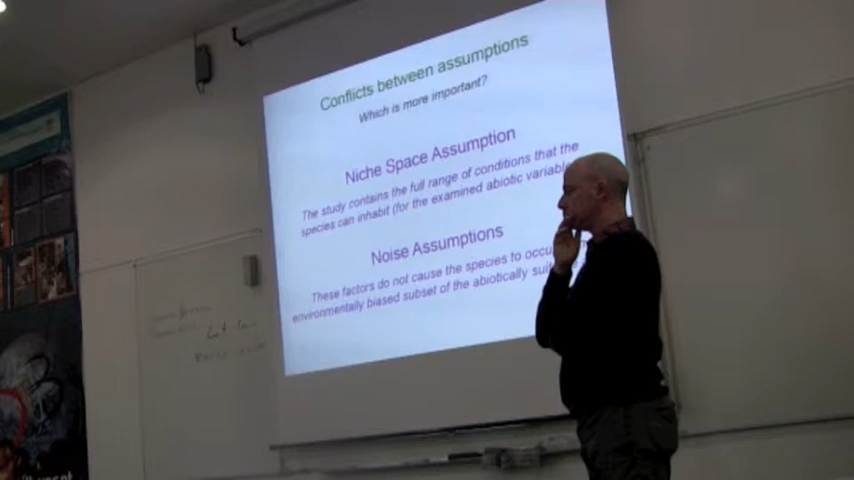 Conflicts between assumptions
Which is more important?
Niche Space Assumption
The study contains the full range of conditions that the
species can inhabit (for the examined abiotic variable
Noise Assumptions
These factors do not cause the species to occu
environmentally biased subset of the abiotically suit